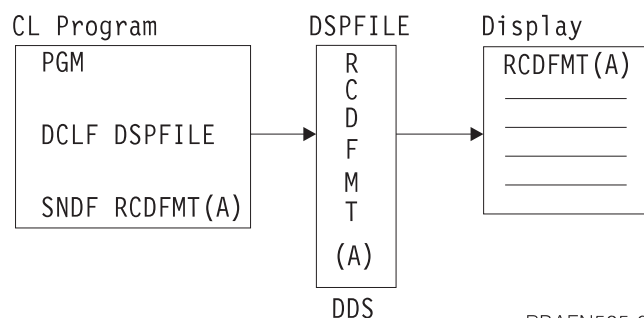 CL Program
PGM
DCLF DSPFILE
SNDF RCDFMT(A)
DSPFILE
R
C
D
F
M
T
(A)
DDS
Display
RCDFMT(A)